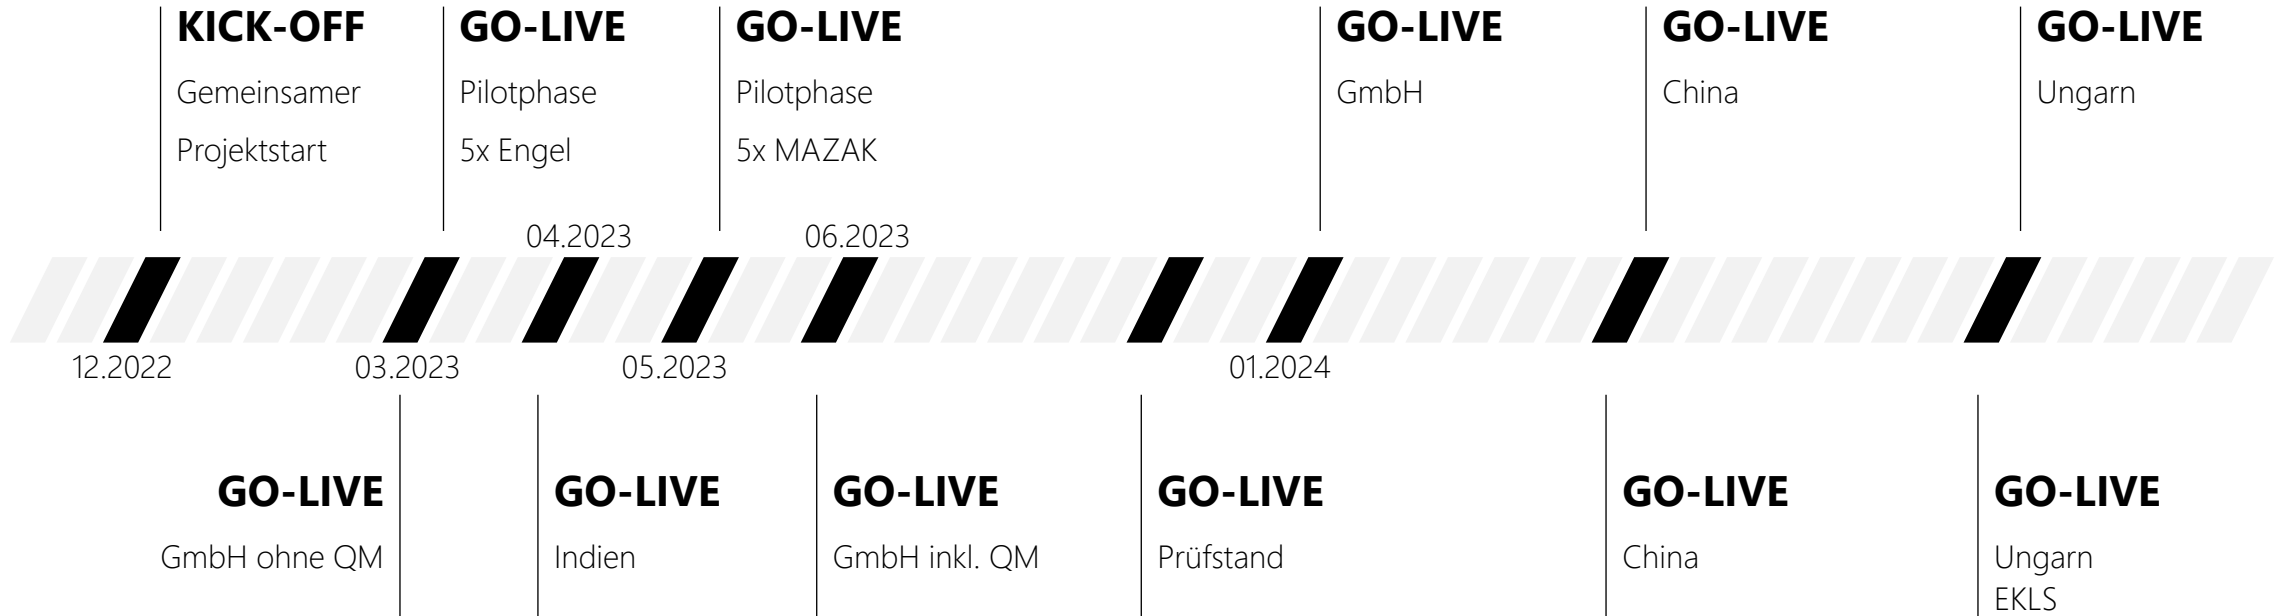 KICK-OFF
Gemeinsamer
Projektstart
GO-LIVE
Pilotphase
5x Engel
GO-LIVE
Pilotphase
5x MAZAK
GO-LIVE
GmbH
GO-LIVE
China
GO-LIVE
Ungarn
04.2023
06.2023
12.2022
03.2023
05.2023
01.2024
GO-LIVE
GmbH ohne QM
GO-LIVE
Indien
GO-LIVE
GmbH inkl. QM
GO-LIVE
Prüfstand
GO-LIVE
China
GO-LIVE
Ungarn
EKLS